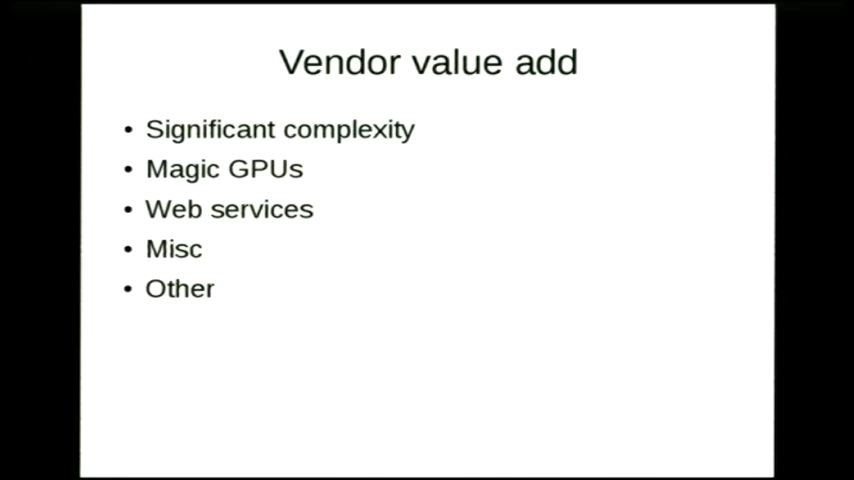 Vendor value add
• Significant complexity
• Magic GPUs
• Web services
• Misc
• Other